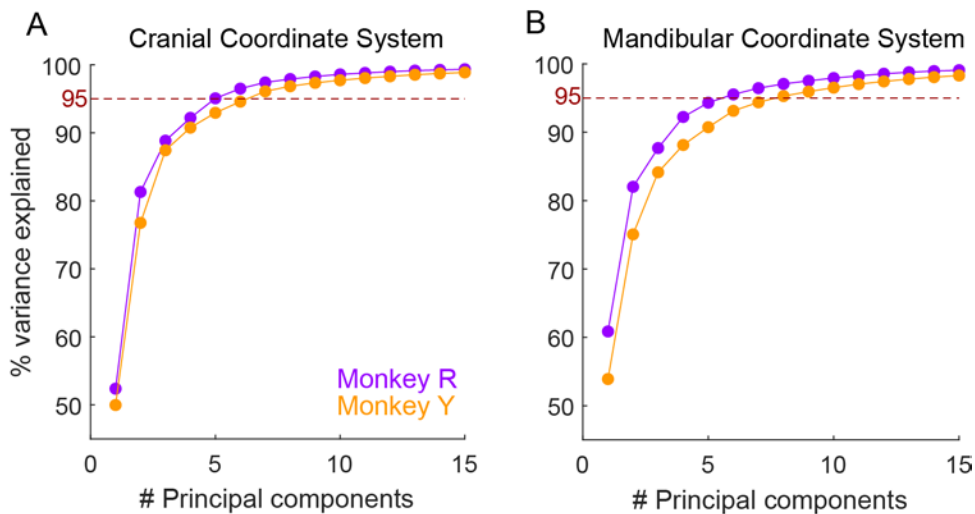 A
Cranial Coordinate System
% variance explained
100
95
90
80
70
60
50
Monkey R
Monkey Y
0
5
10
15
# Principal components
B
Mandibular Coordinate System
100
95
90
80
70
60
50
0
5
10
15
# Principal components